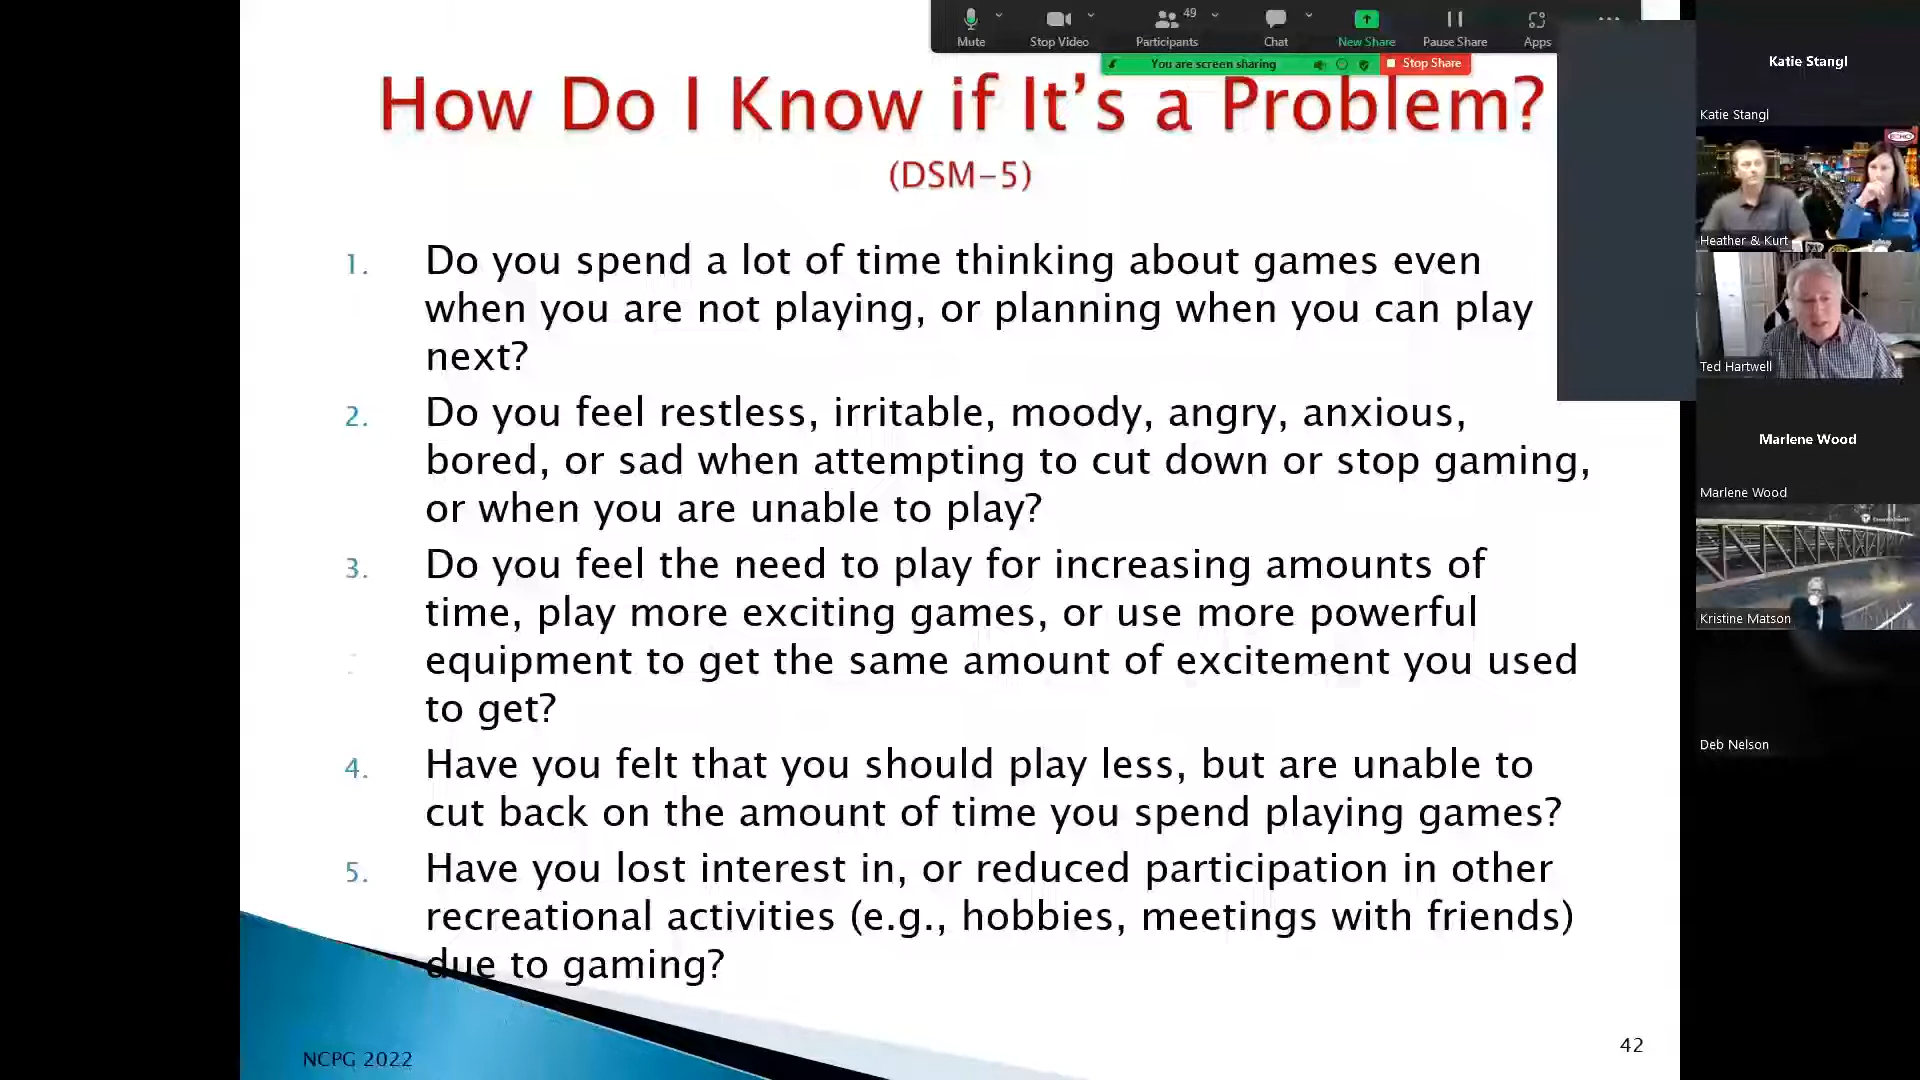 49
Mute
Stop Video
Participants
Chat
New Share
Pause Share
Apps
You are screen sharing
Stop Share
How Do I Know if It's a Problem?
(DSM-5)
1. Do you spend a lot of time thinking about games even
when you are not playing, or planning when you can play
next?
2. Do you feel restless, irritable, moody, angry, anxious,
bored, or sad when attempting to cut down or stop gaming,
or when you are unable to play?
3. Do you feel the need to play for increasing amounts of
time, play more exciting games, or use more powerful
equipment to get the same amount of excitement you used
to get?
4. Have you felt that you should play less, but are unable to
cut back on the amount of time you spend playing games?
5. Have you lost interest in, or reduced participation in other
recreational activities (e.g., hobbies, meetings with friends)
due to gaming?
NCPG 2022
42
Katie Stangl
Katie Stangl
ECHO
Heather & Kurt
Ted Hartwell
Marlene Wood
Marlene Wood
Kristine Matson
Deb Nelson